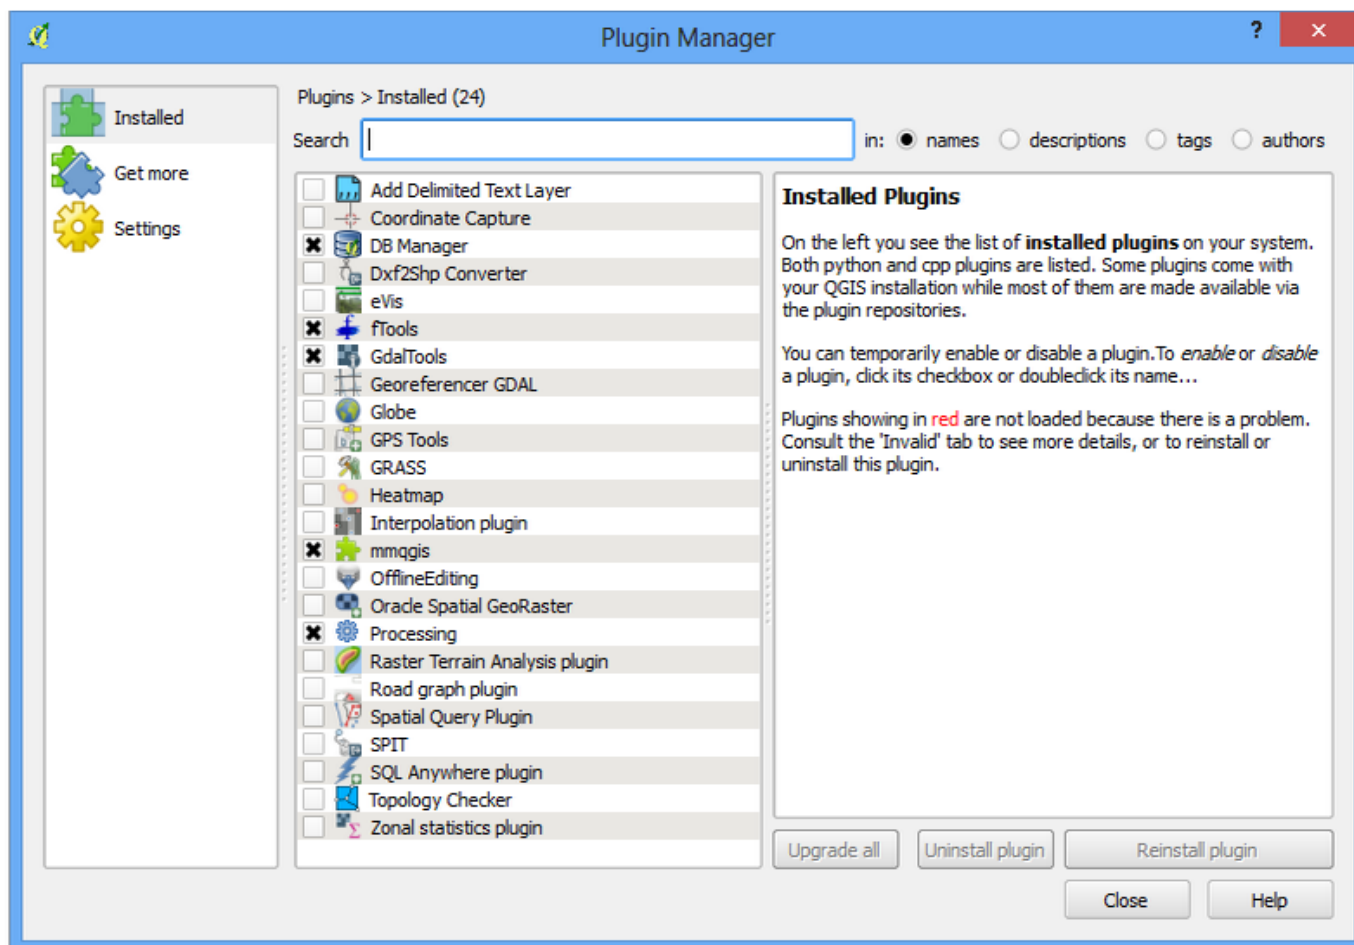 Plugin Manager
?
Installed
Get more
Settings
Plugins > Installed (24)
Search in: names descriptions tags authors
Add Delimited Text Layer
Coordinate Capture
DB Manager
Dxf2Shp Converter
eVis
fTools
GdalTools
Georeferencer GDAL
Globe
GPS Tools
GRASS
Heatmap
Interpolation plugin
mmqgis
OfflineEditing
Oracle Spatial GeoRaster
Processing
Raster Terrain Analysis plugin
Road graph plugin
Spatial Query Plugin
SPIT
SQL Anywhere plugin
Topology Checker
Zonal statistics plugin
Installed Plugins
On the left you see the list of installed plugins on your system.
Both python and cpp plugins are listed. Some plugins come with
your QGIS installation while most of them are made available via
the plugin repositories.
You can temporarily enable or disable a plugin.To enable or disable
a plugin, click its checkbox or doubleclick its name...
Plugins showing in red are not loaded because there is a problem.
Consult the 'Invalid' tab to see more details, or to reinstall or
uninstall this plugin.
Upgrade all Uninstall plugin Reinstall plugin
Close Help